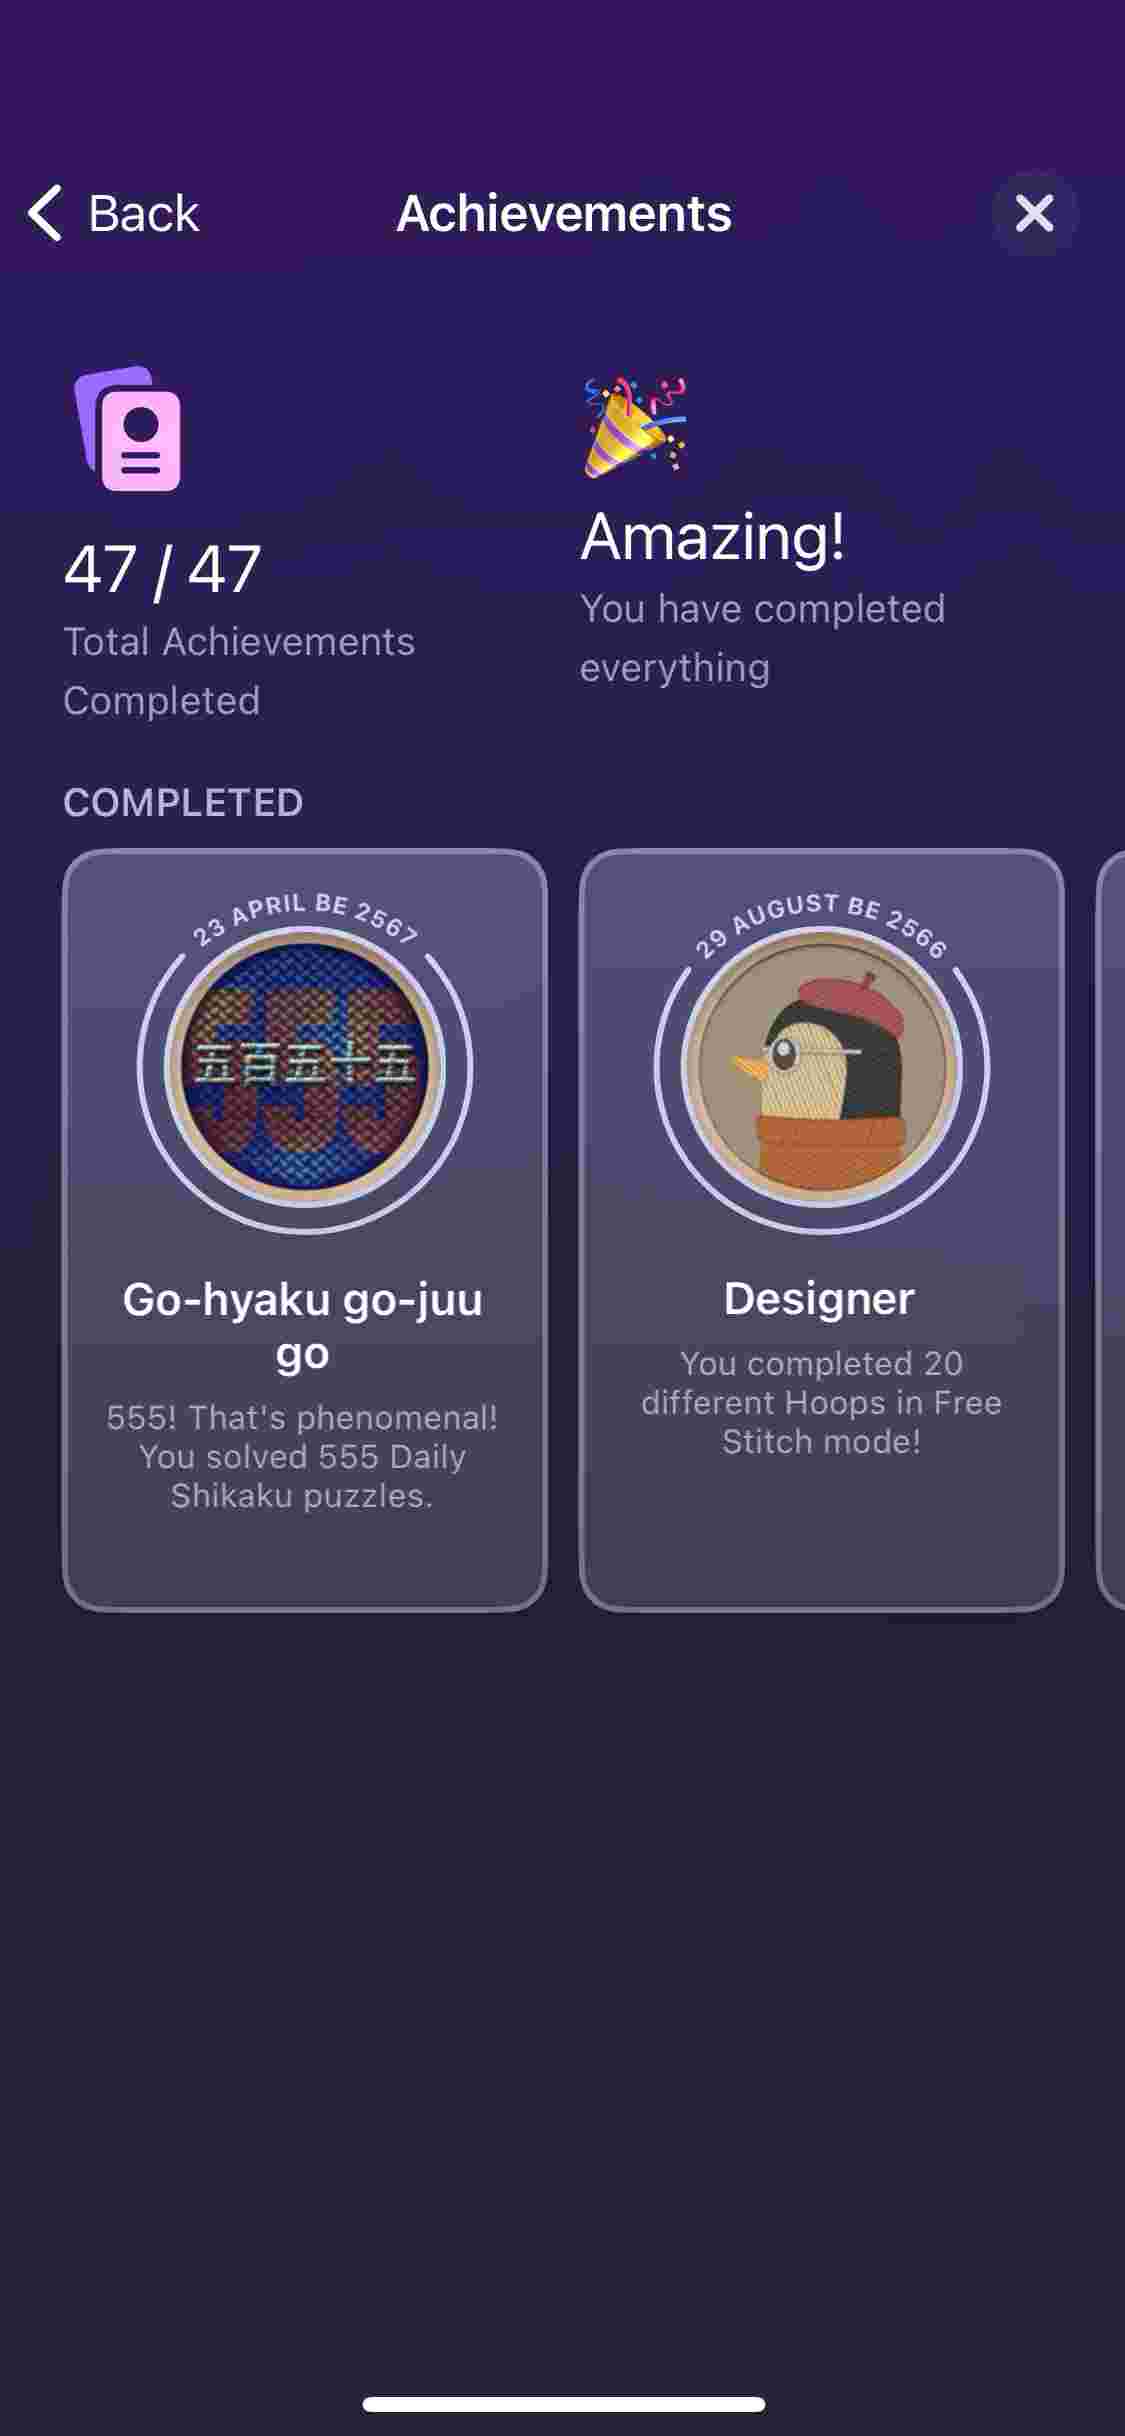 Back
Achievements
47 / 47
Total Achievements
Completed
Amazing!
You have completed
everything
COMPLETED
23 APRIL BE 2567
555
五百五十五
Go-hyaku go-juu
go
555! That's phenomenal!
You solved 555 Daily
Shikaku puzzles.
29 AUGUST BE 2566
Designer
You completed 20
different Hoops in Free
Stitch mode!